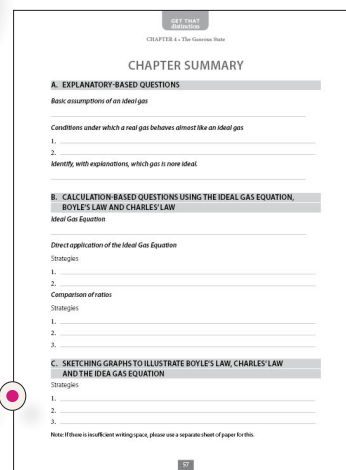 GET THAT
distinction
CHAPTER 4 • The Gaseous State
CHAPTER SUMMARY
A. EXPLANATORY-BASED QUESTIONS
Basic assumptions of an ideal gas
Conditions under which a real gas behaves almost like an ideal gas
1.
2.
Identify, with explanations, which gas is more ideal.
B. CALCULATION-BASED QUESTIONS USING THE IDEAL GAS EQUATION,
BOYLE'S LAW AND CHARLES' LAW
Ideal Gas Equation
Direct application of the Ideal Gas Equation
Strategies
1.
2.
Comparison of ratios
Strategies
1.
2.
3.
C. SKETCHING GRAPHS TO ILLUSTRATE BOYLE'S LAW, CHARLES' LAW
AND THE IDEA GAS EQUATION
Strategies
1.
2.
3.
Note: If there is insufficient writing space, please use a separate sheet of paper for this.
57